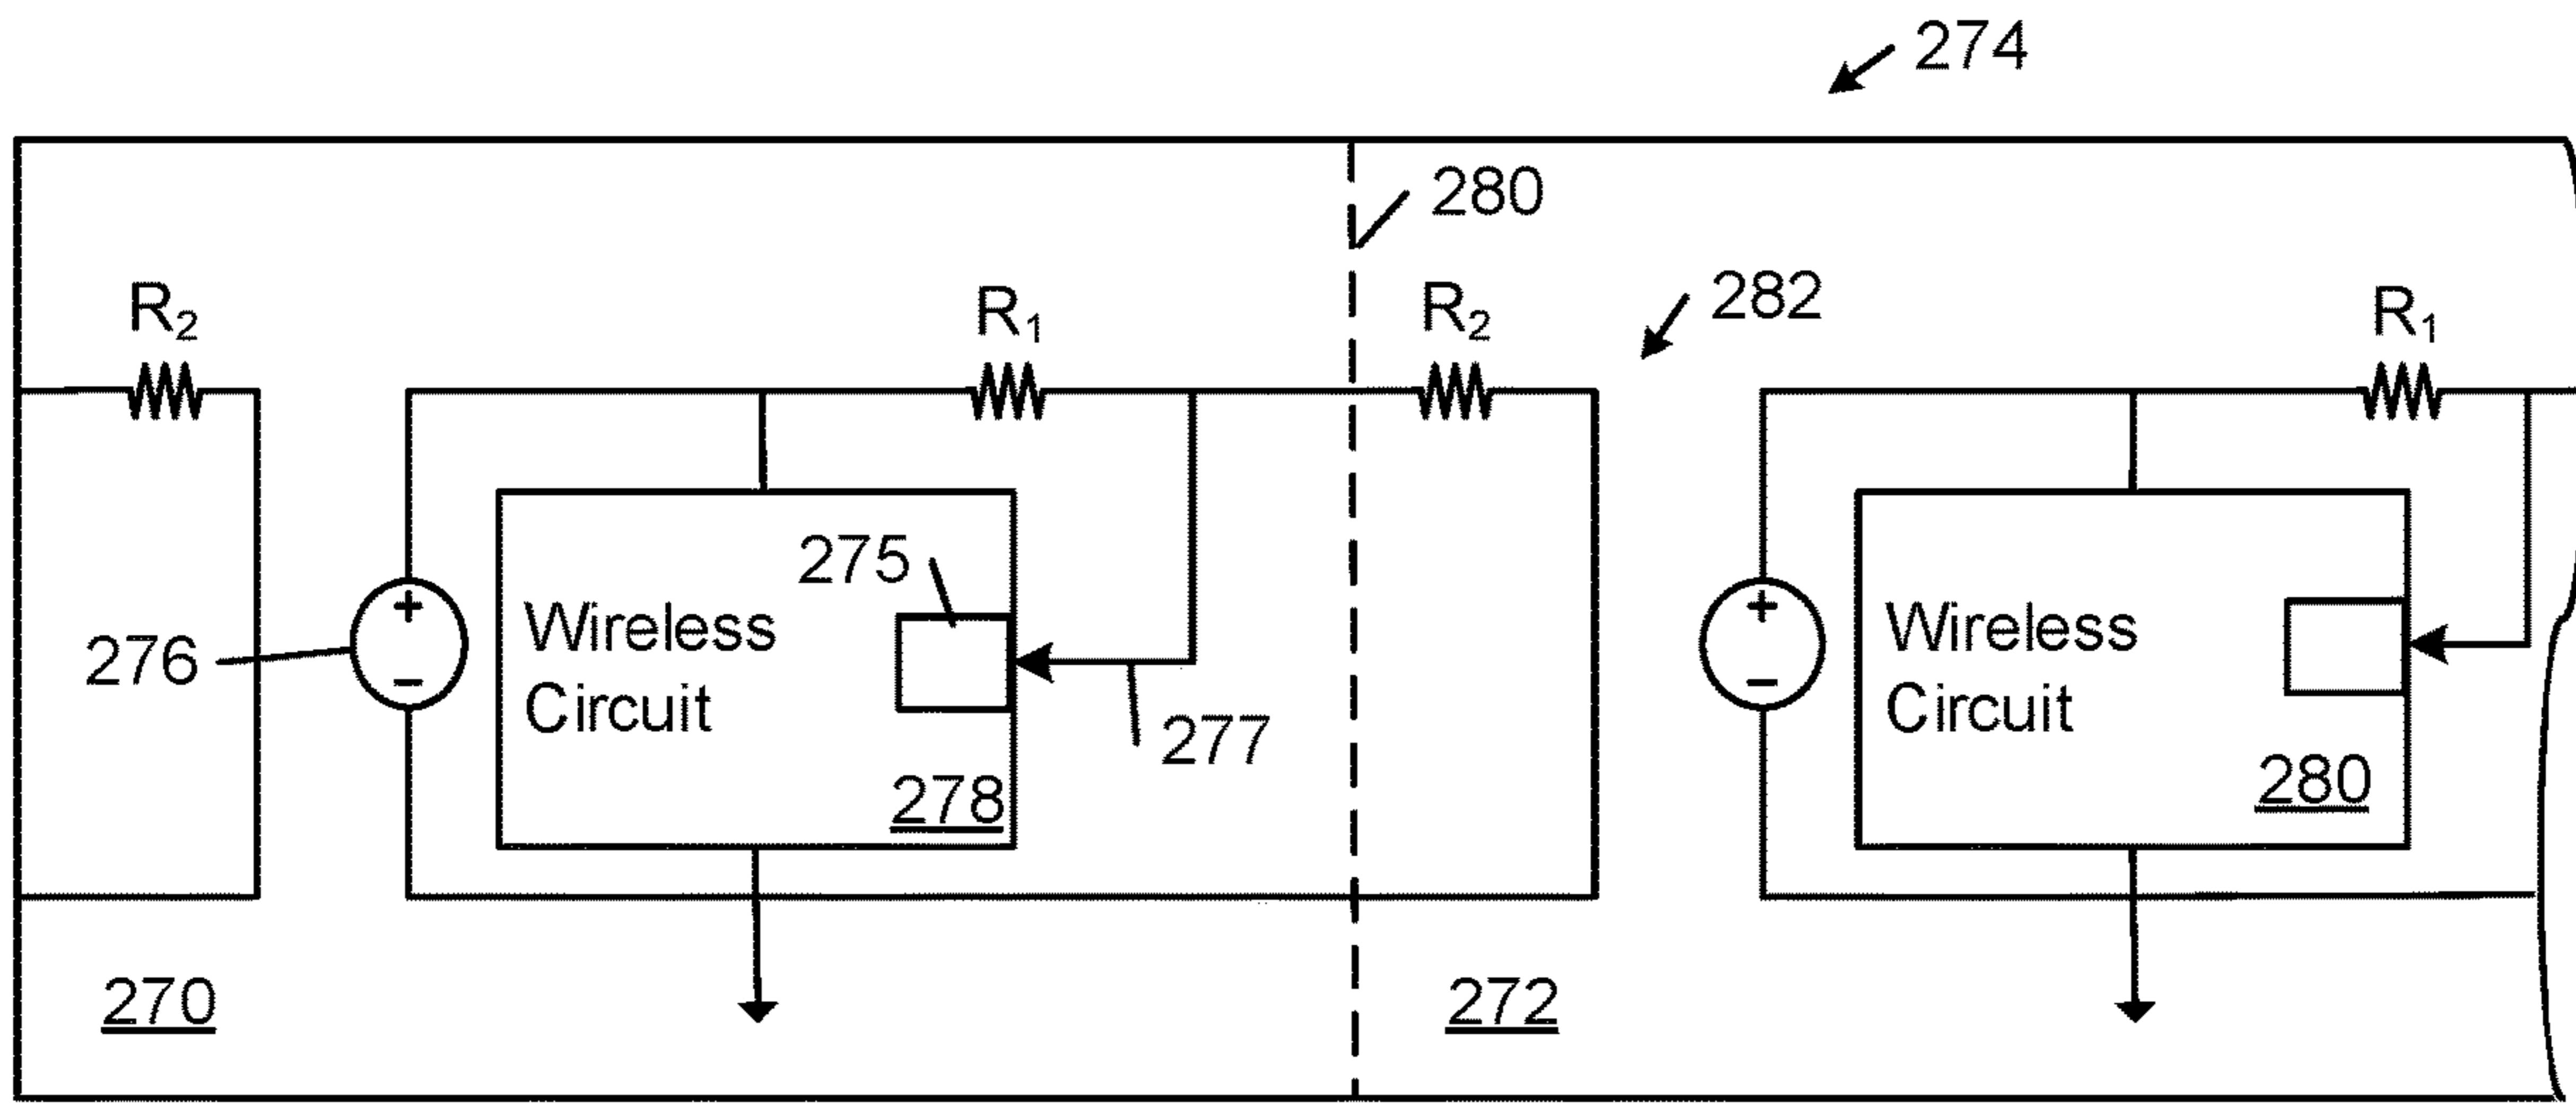 274
280
282
R₂
R₁
R₂
R₁
+
−
+
−
275
276
Wireless
Circuit
277
278
Wireless
Circuit
280
270
272